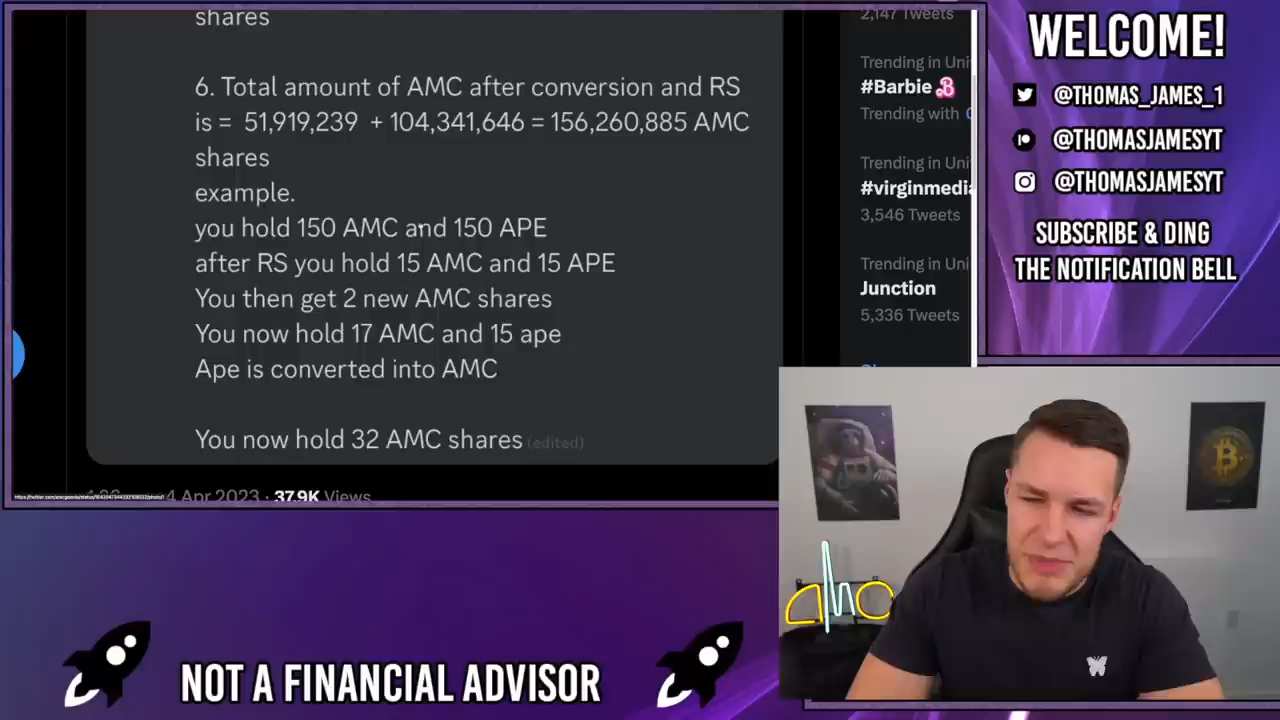 shares
6. Total amount of AMC after conversion and RS
is = 51,919,239 + 104,341,646 = 156,260,885 AMC
shares
example.
you hold 150 AMC and 150 APE
after RS you hold 15 AMC and 15 APE
You then get 2 new AMC shares
You now hold 17 AMC and 15 ape
Ape is converted into AMC
You now hold 32 AMC shares (edited)
4 Apr 2023 · 37.9K Views
2,147 Tweets
Trending in Uni
#Barbie
Trending with
Trending in Uni
#virginmedia
3,546 Tweets
Trending in Uni
Junction
5,336 Tweets
WELCOME!
@THOMAS_JAMES_1
@THOMASJAMESYT
@THOMASJAMESYT
SUBSCRIBE & DING
THE NOTIFICATION BELL
amc
NOT A FINANCIAL ADVISOR